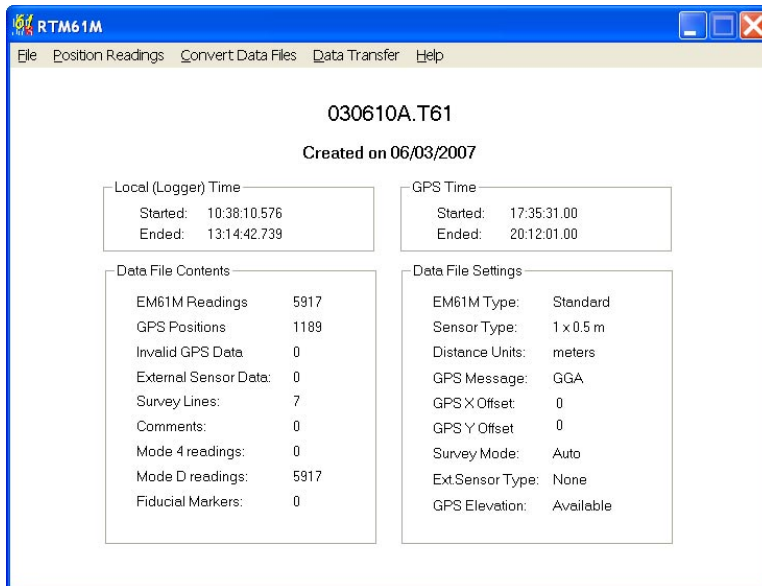 RTM61M
File Position Readings Convert Data Files Data Transfer Help
030610A.T61
Created on 06/03/2007
Local (Logger) Time
Started: 10:38:10.576
Ended: 13:14:42.739
GPS Time
Started: 17:35:31.00
Ended: 20:12:01.00
Data File Contents
EM61M Readings 5917
GPS Positions 1189
Invalid GPS Data 0
External Sensor Data: 0
Survey Lines: 7
Comments: 0
Mode 4 readings: 0
Mode D readings: 5917
Fiducial Markers: 0
Data File Settings
EM61M Type: Standard
Sensor Type: 1 x 0.5 m
Distance Units: meters
GPS Message: GGA
GPS X Offset: 0
GPS Y Offset 0
Survey Mode: Auto
Ext.Sensor Type: None
GPS Elevation: Available